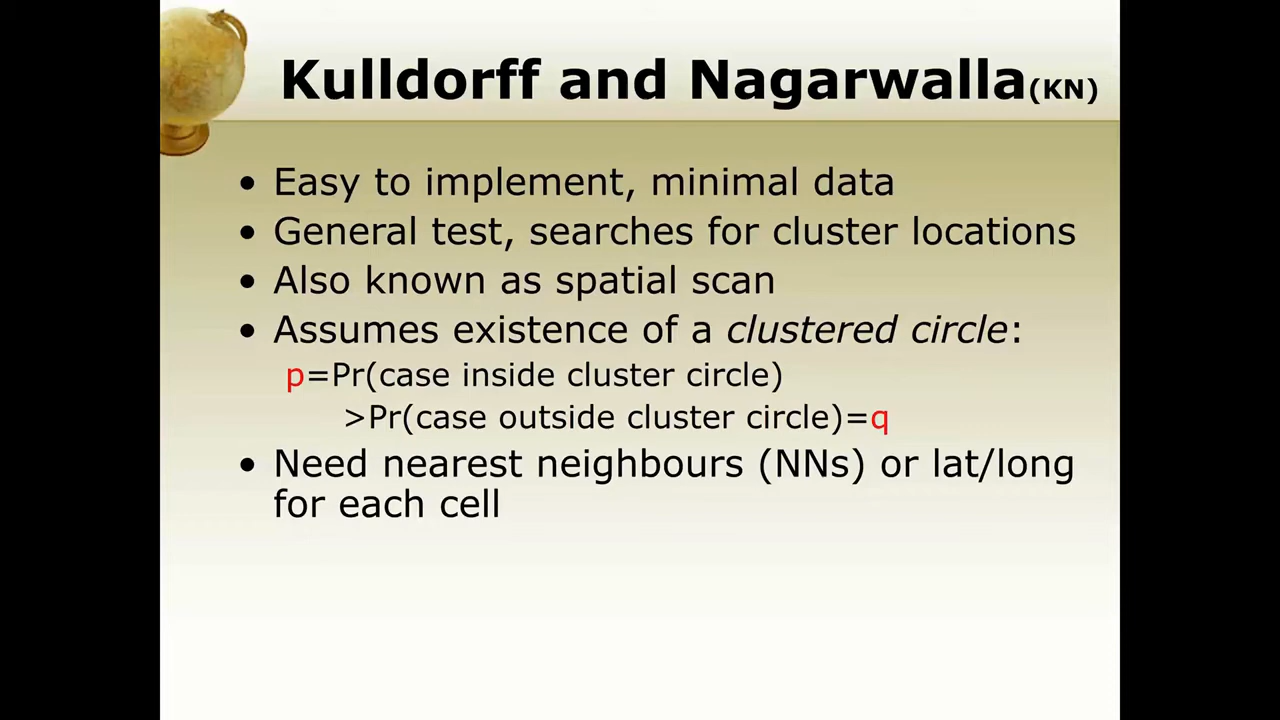 Kulldorff and Nagarwalla(KN)
• Easy to implement, minimal data
• General test, searches for cluster locations
• Also known as spatial scan
• Assumes existence of a clustered circle:
p=Pr(case inside cluster circle)
>Pr(case outside cluster circle)=q
• Need nearest neighbours (NNs) or lat/long
for each cell